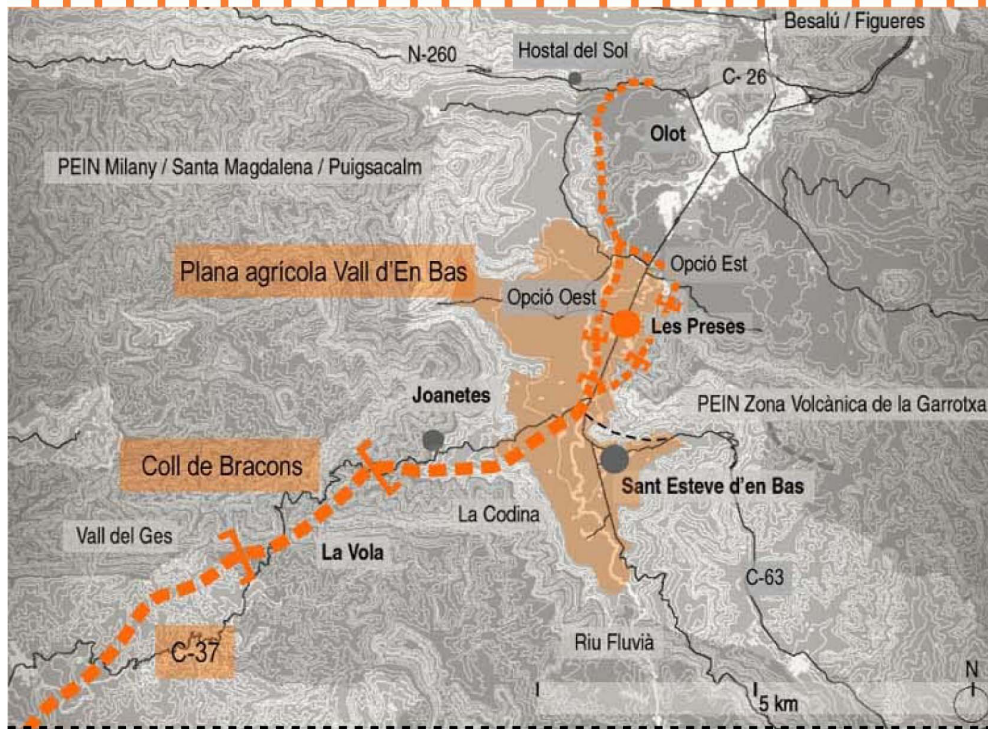 Besalú / Figueres
Hostal del Sol
N-260
C- 26
Olot
PEIN Milany / Santa Magdalena / Puigsacalm
Plana agrícola Vall d'En Bas
Opció Est
Opció Oest
Les Preses
Joanetes
PEIN Zona Volcànica de la Garrotxa
Coll de Bracons
Sant Esteve d'en Bas
La Codina
Vall del Ges
La Vola
C-63
C-37
Riu Fluvià
N
5 km